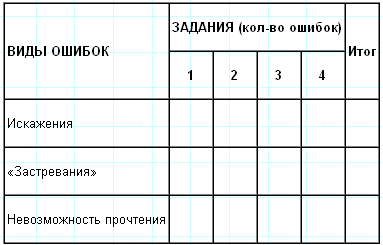 ЗАДАНИЯ (кол-во ошибок)
ВИДЫ ОШИБОК
Итог
1 2 3 4
Искажения
«Застревания»
Невозможность прочтения